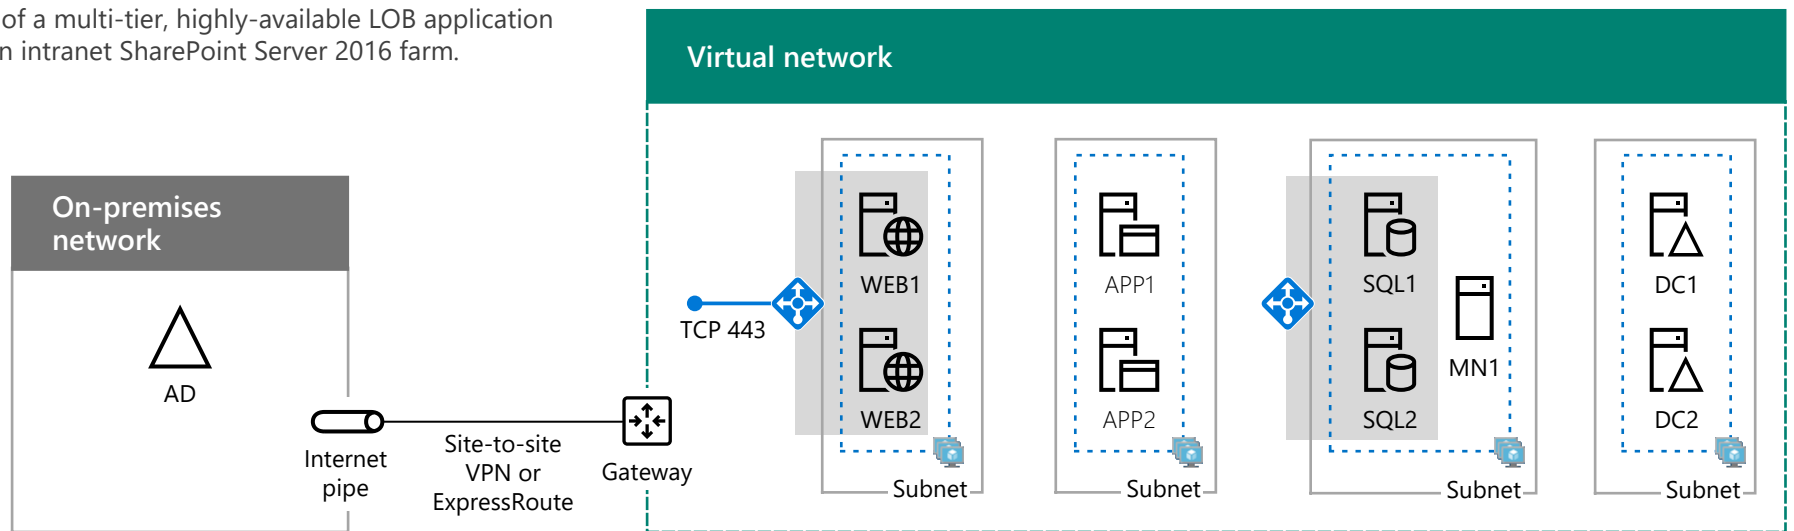 of a multi-tier, highly-available LOB application
n intranet SharePoint Server 2016 farm.
Virtual network
On-premises
network
AD
Internet
pipe
Site-to-site
VPN or
ExpressRoute
Gateway
TCP 443
WEB1
WEB2
Subnet
APP1
APP2
Subnet
SQL1
SQL2
MN1
Subnet
DC1
DC2
Subnet